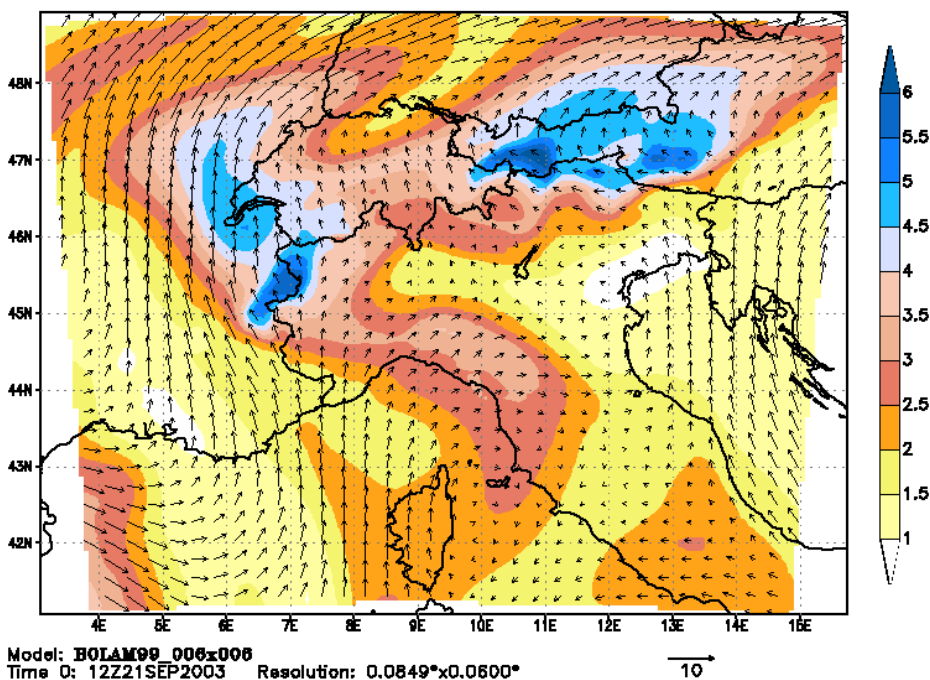 48N
47N
46N
45N
44N
43N
42N
4E 5E 6E 7E 8E 9E 10E 11E 12E 13E 14E 15E
6
5.5
5
4.5
4
3.5
3
2.5
2
1.5
1
Model: BOLAM99_006x006
Time 0: 12Z21SEP2003 Resolution: 0.0849°x0.0600°
10